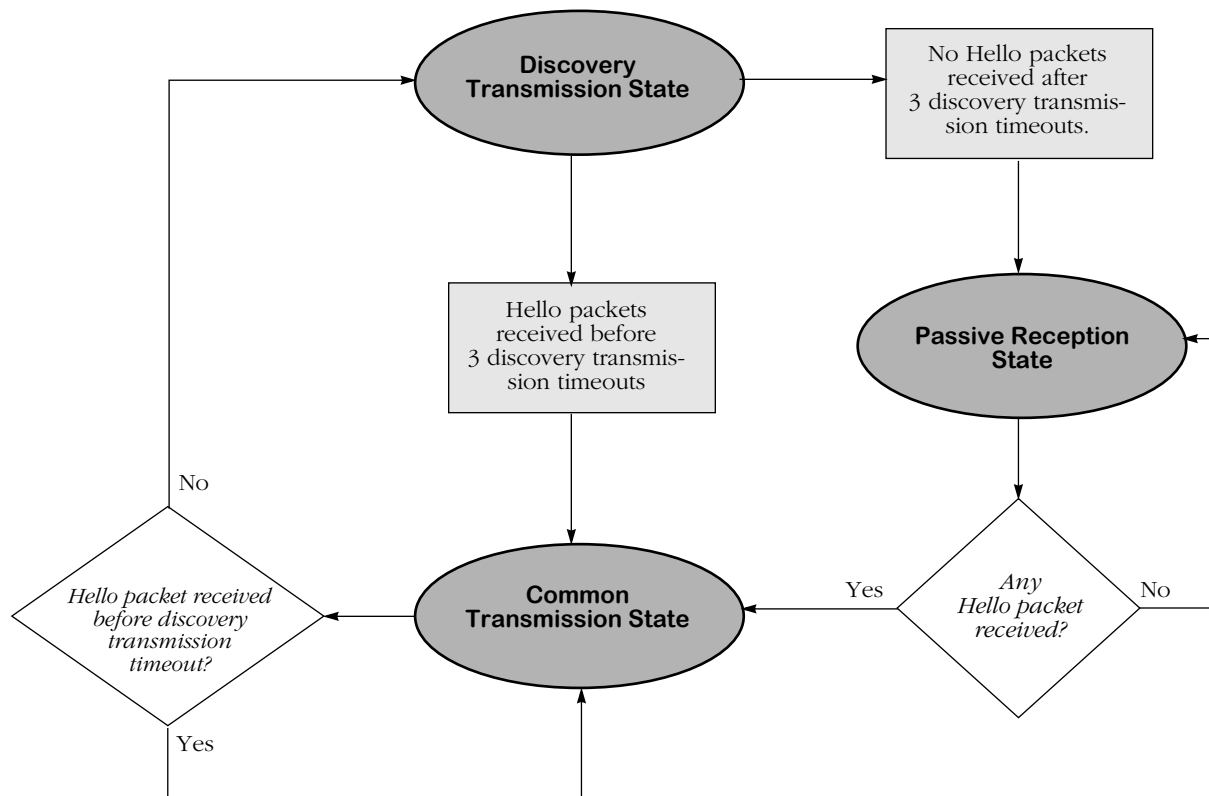 Discovery
Transmission State
No Hello packets
received after
3 discovery transmis-
sion timeouts.
Hello packets
received before
3 discovery transmis-
sion timeouts
Passive Reception
State
No
Hello packet received
before discovery
transmission
timeout?
Yes
Common
Transmission State
Yes
Any
Hello packet
received?
No